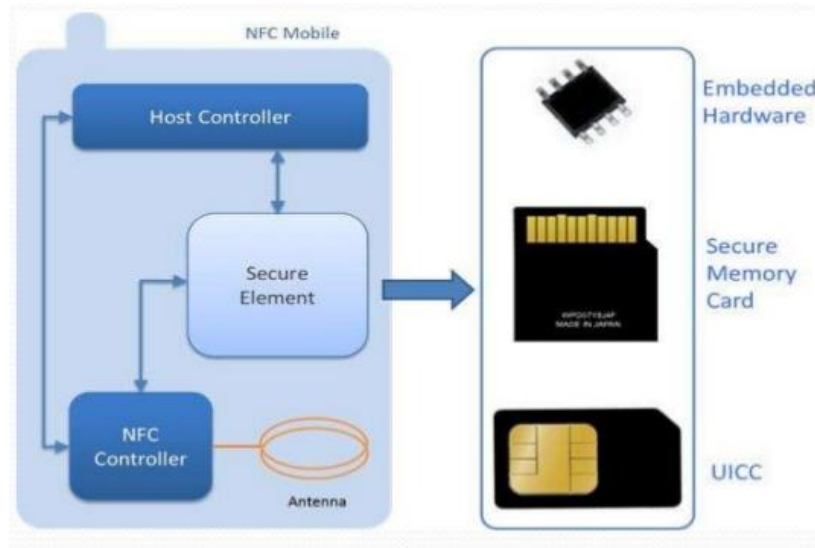 NFC Mobile
Host Controller
Secure
Element
NFC
Controller
Antenna
Embedded
Hardware
Secure
Memory
Card
MADE IN JAPAN
UICC